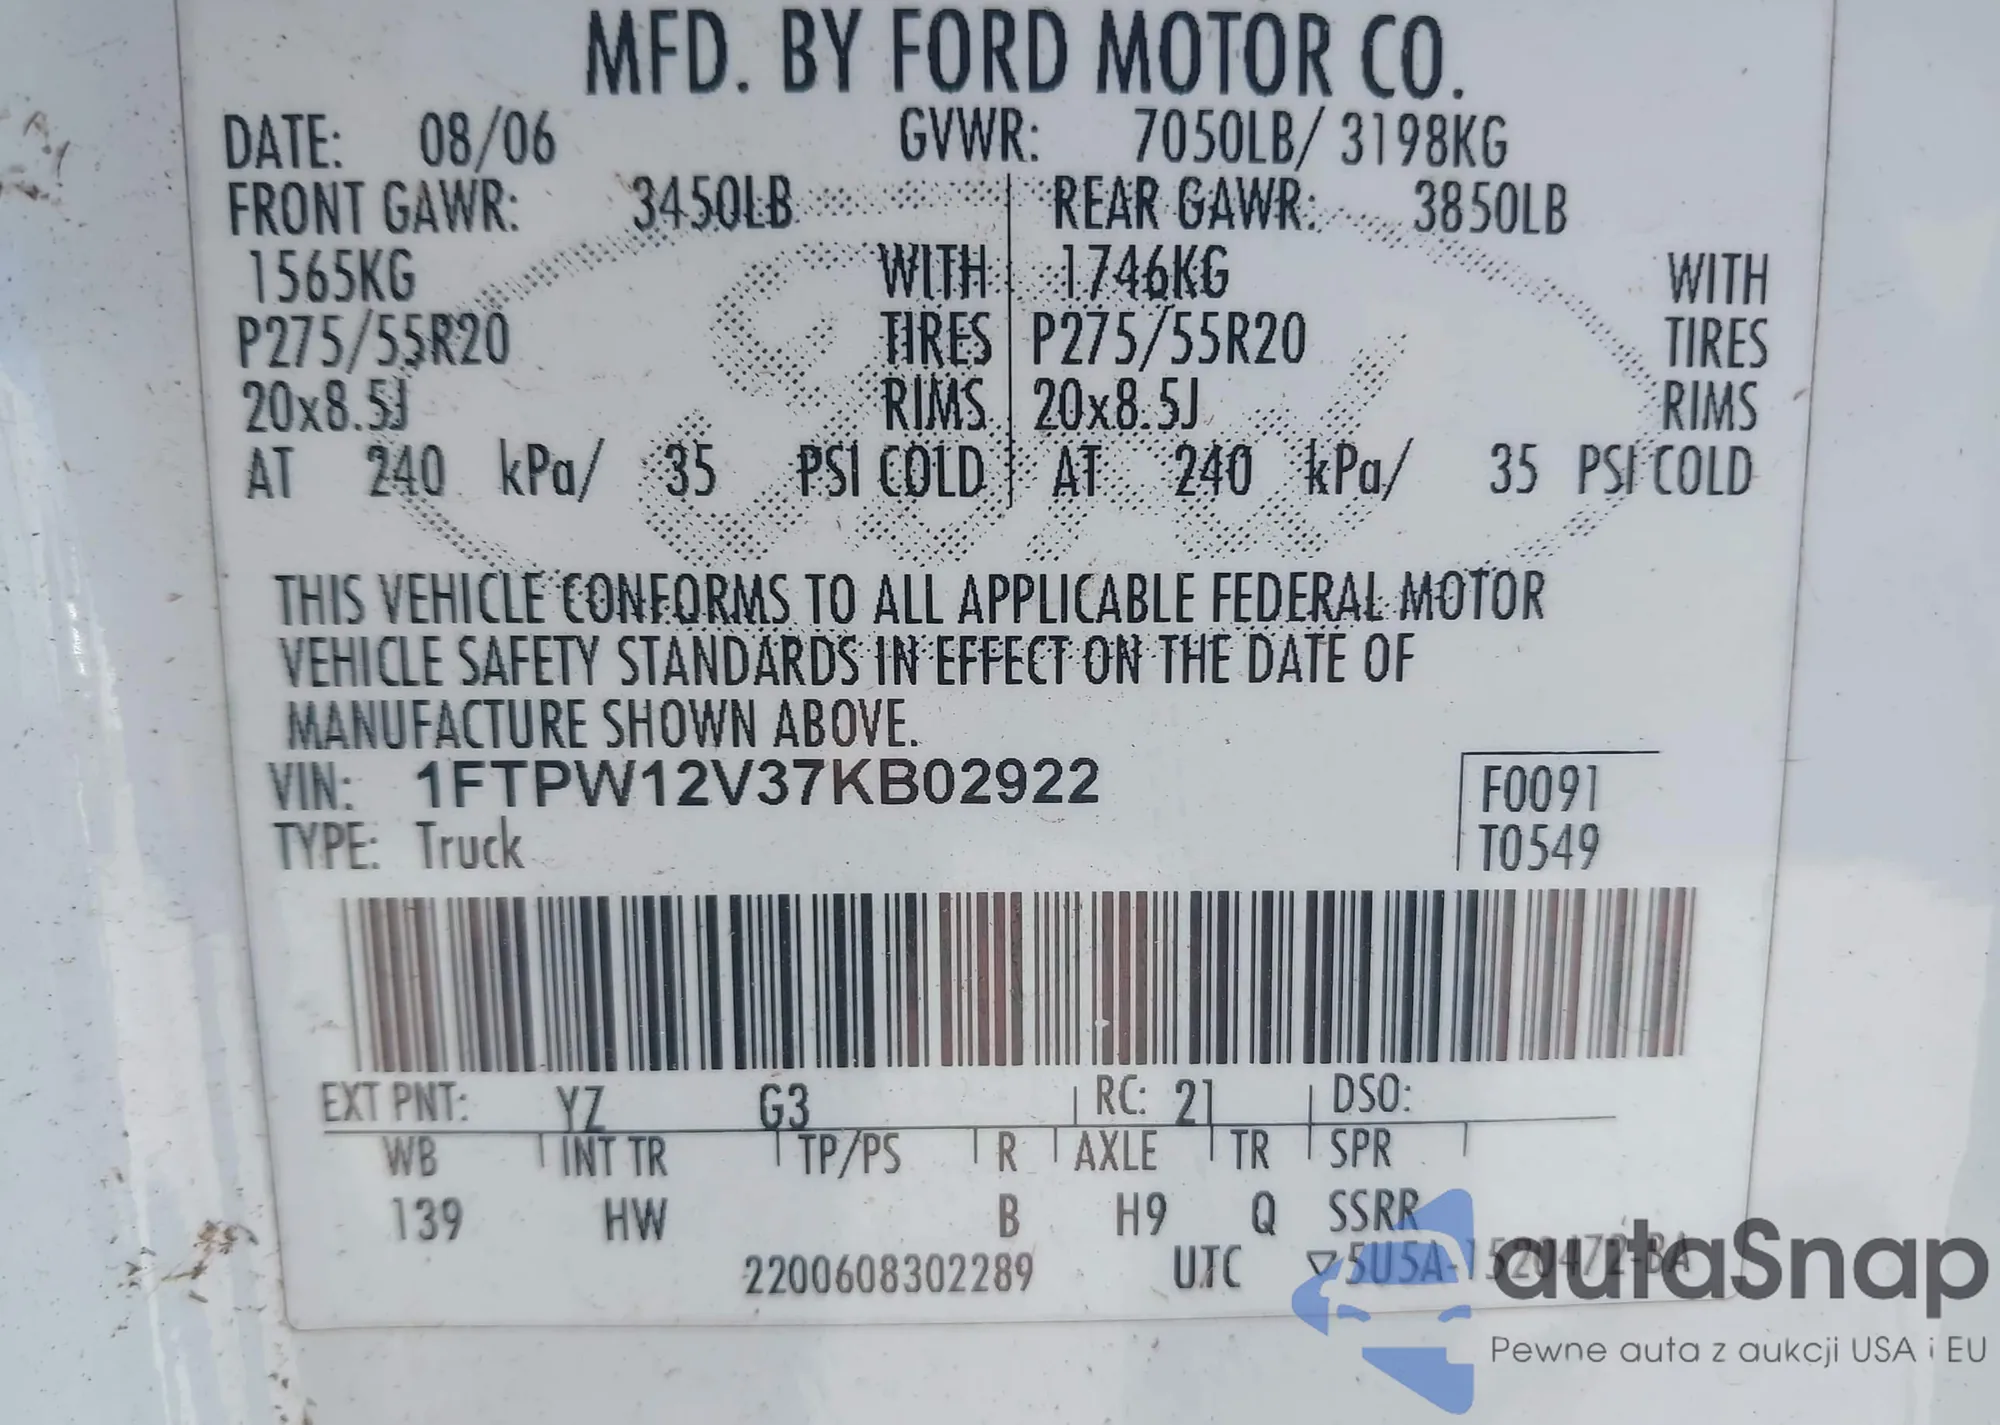 MFD. BY FORD MOTOR CO.
DATE: 08/06 GVWR: 7050LB/ 3198KG
FRONT GAWR: 3450LB REAR GAWR: 3850LB
1565KG WITH 1746KG WITH
P275/55R20 TIRES P275/55R20 TIRES
20x8.5J RIMS 20x8.5J RIMS
AT 240 kPa/ 35 PSI COLD AT 240 kPa/ 35 PSI COLD
THIS VEHICLE CONFORMS TO ALL APPLICABLE FEDERAL MOTOR
VEHICLE SAFETY STANDARDS IN EFFECT ON THE DATE OF
MANUFACTURE SHOWN ABOVE.
VIN: 1FTPW12V37KB02922 F0091
TYPE: Truck T0549
EXT PNT: YZ G3 RC: 21 DSO:
WB INT TR TP/PS R AXLE TR SPR
139 HW B H9 Q SSRR
2200608302289 UTC ▽5U5A-1520472-BA
autaSnap
Pewne auta z aukcji USA i EU